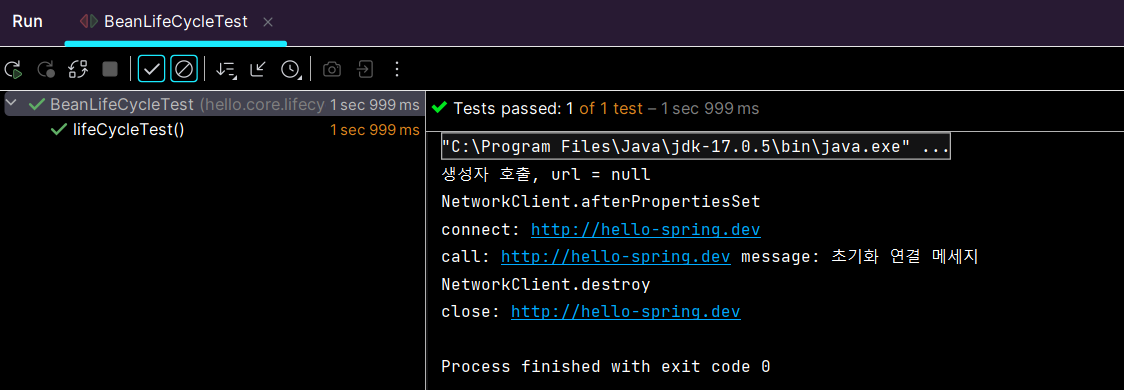 Run BeanLifeCycleTest
BeanLifeCycleTest (hello.core.lifecy 1 sec 999 ms
lifeCycleTest() 1 sec 999 ms
Tests passed: 1 of 1 test – 1 sec 999 ms
"C:\Program Files\Java\jdk-17.0.5\bin\java.exe" ...
생성자 호출, url = null
NetworkClient.afterPropertiesSet
connect: http://hello-spring.dev
call: http://hello-spring.dev message: 초기화 연결 메세지
NetworkClient.destroy
close: http://hello-spring.dev
Process finished with exit code 0